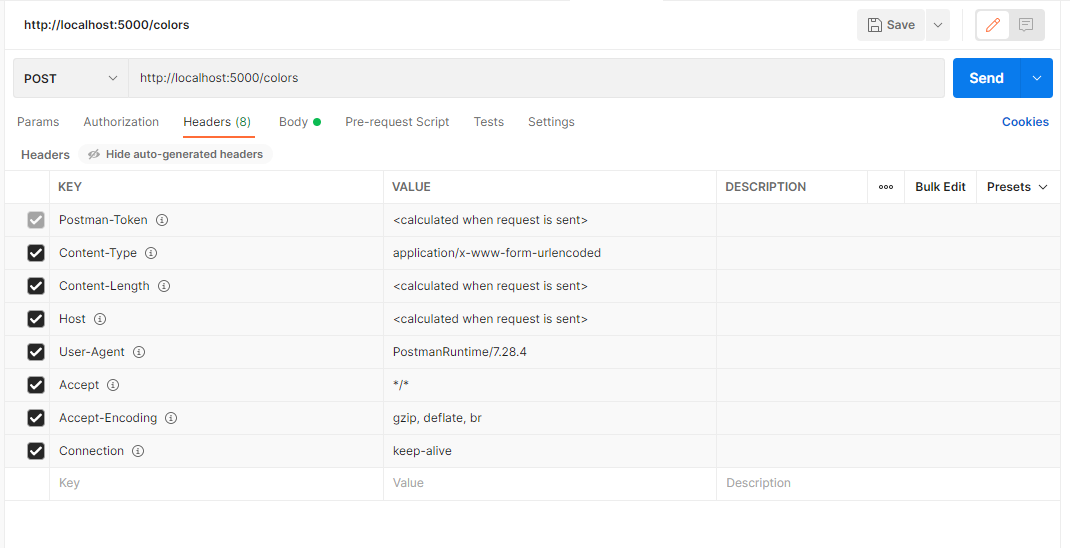 http://localhost:5000/colors Save
POST http://localhost:5000/colors Send
Params Authorization Headers (8) Body Pre-request Script Tests Settings Cookies
Headers Hide auto-generated headers
KEY VALUE DESCRIPTION Bulk Edit Presets
Postman-Token <calculated when request is sent>
Content-Type application/x-www-form-urlencoded
Content-Length <calculated when request is sent>
Host <calculated when request is sent>
User-Agent PostmanRuntime/7.28.4
Accept */*
Accept-Encoding gzip, deflate, br
Connection keep-alive
Key Value Description